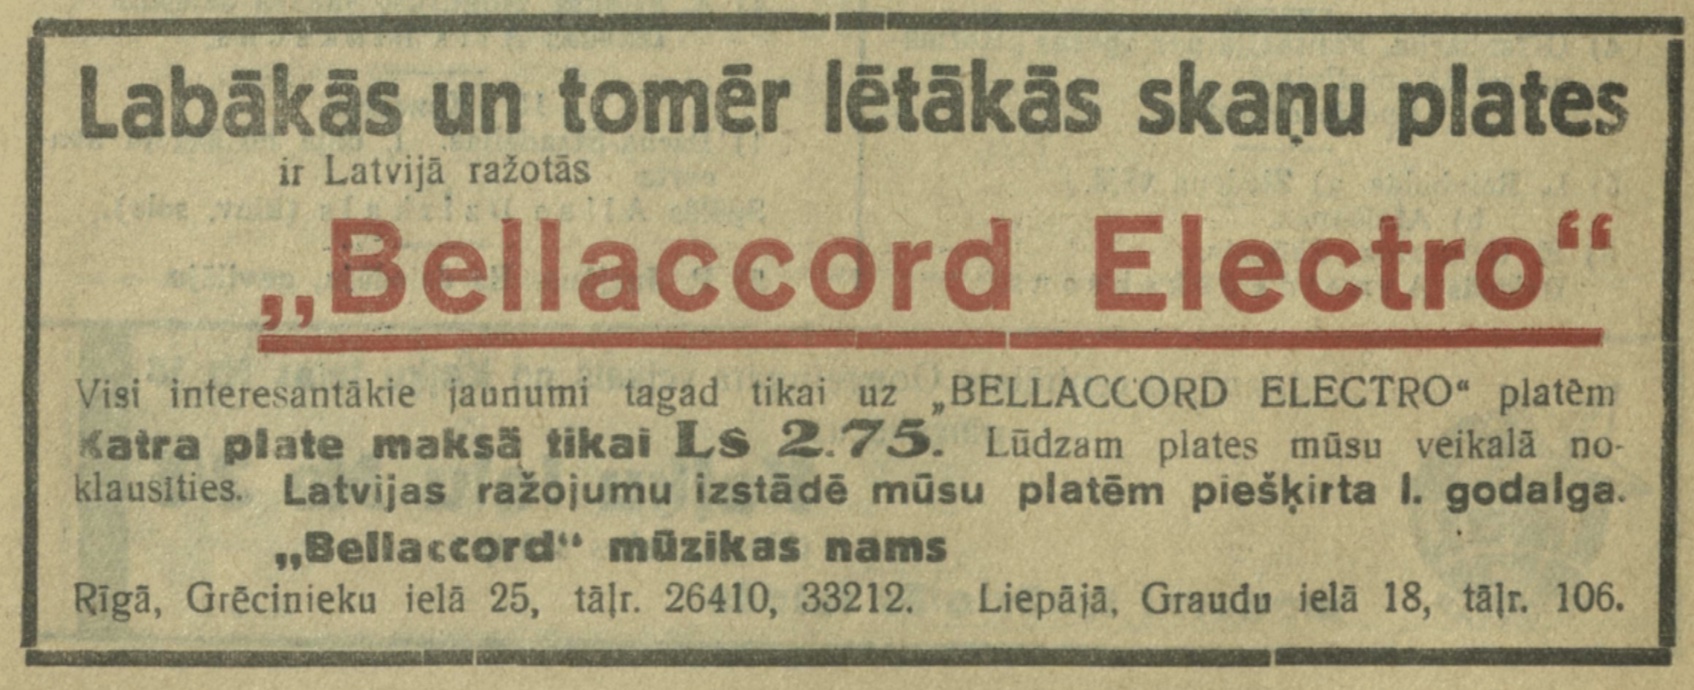 Labākās un tomēr lētākās skaņu plates
ir Latvijā ražotās
„Bellaccord Electro“
Visi interesantākie jaunumi tagad tikai uz „BELLACCORD ELECTRO“ platēm
Katra plate maksā tikai Ls 2.75. Lūdzam plates mūsu veikalā no-
klausīties. Latvijas ražojumu izstādē mūsu platēm piešķirta I. godalga.
„Bellaccord“ mūzikas nams
Rīgā, Grēcinieku ielā 25, tāļr. 26410, 33212. Liepājā, Graudu ielā 18, tāļr. 106.